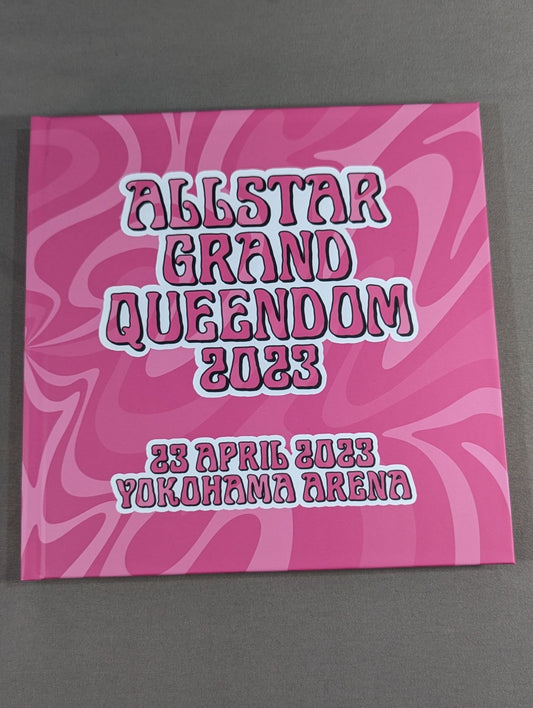 ALLSTAR
GRAND
QUEENDOM
2023
23 APRIL 2023
YOKOHAMA ARENA